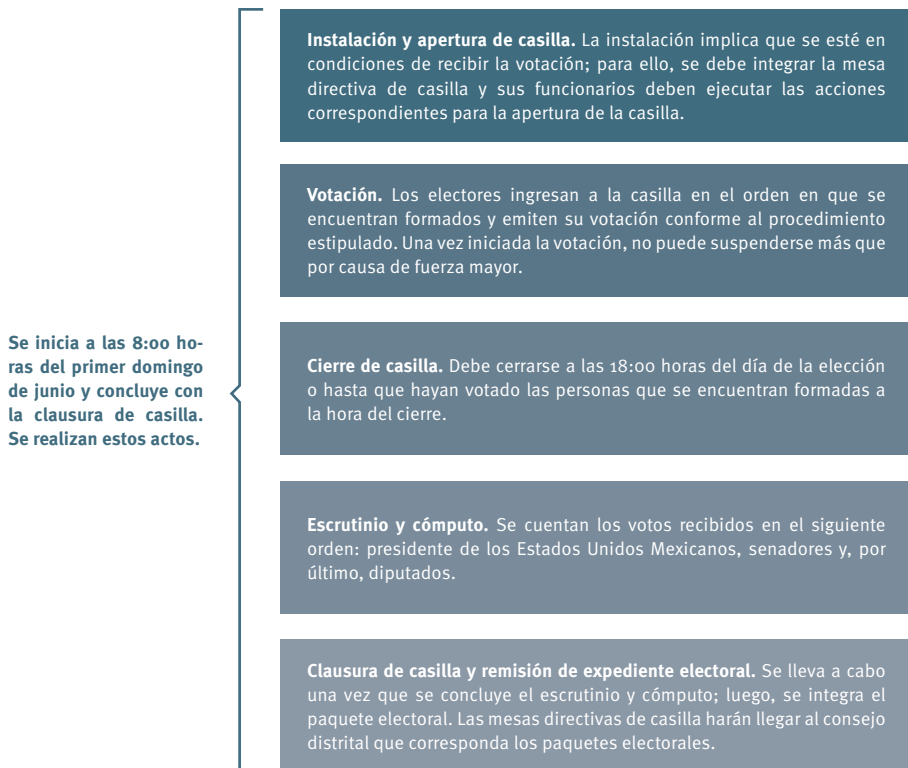 Se inicia a las 8:00 ho-
ras del primer domingo
de junio y concluye con
la clausura de casilla.
Se realizan estos actos.
Instalación y apertura de casilla. La instalación implica que se esté en
condiciones de recibir la votación; para ello, se debe integrar la mesa
directiva de casilla y sus funcionarios deben ejecutar las acciones
correspondientes para la apertura de la casilla.
Votación. Los electores ingresan a la casilla en el orden en que se
encuentran formados y emiten su votación conforme al procedimiento
estipulado. Una vez iniciada la votación, no puede suspenderse más que
por causa de fuerza mayor.
Cierre de casilla. Debe cerrarse a las 18:00 horas del día de la elección
o hasta que hayan votado las personas que se encuentran formadas a
la hora del cierre.
Escrutinio y cómputo. Se cuentan los votos recibidos en el siguiente
orden: presidente de los Estados Unidos Mexicanos, senadores y, por
último, diputados.
Clausura de casilla y remisión de expediente electoral. Se lleva a cabo
una vez que se concluye el escrutinio y cómputo; luego, se integra el
paquete electoral. Las mesas directivas de casilla harán llegar al consejo
distrital que corresponda los paquetes electorales.